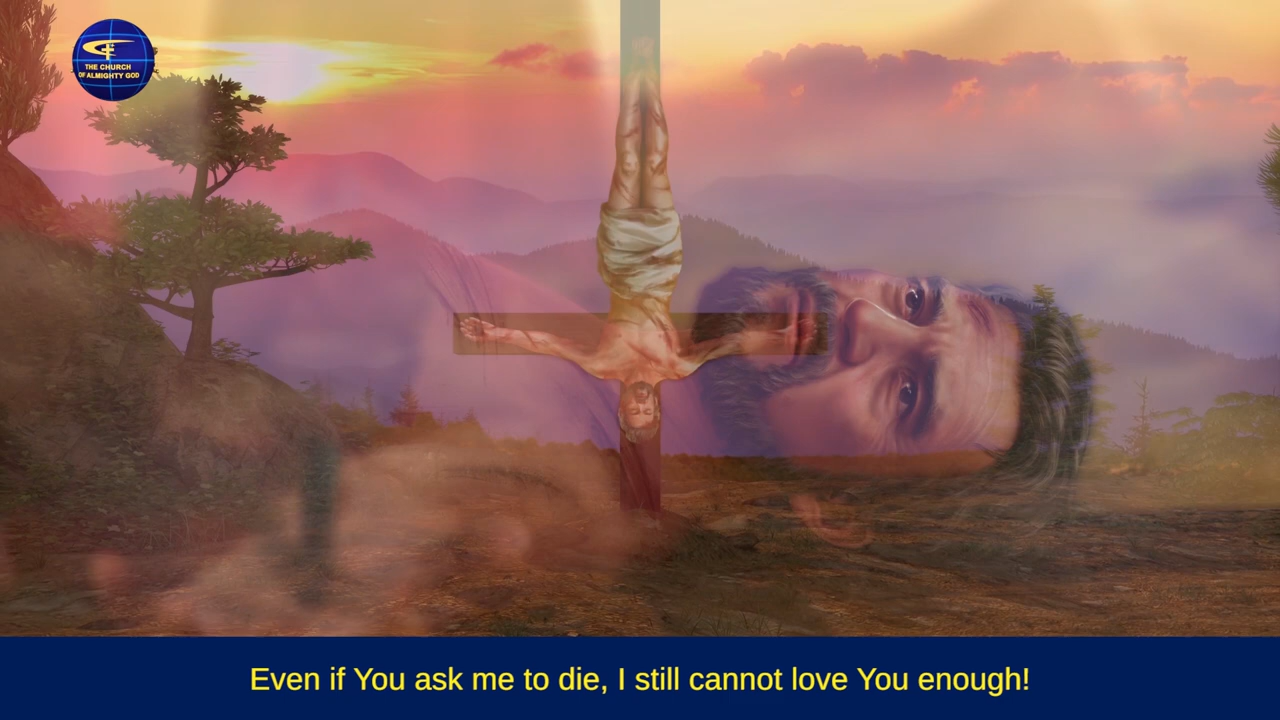 THE CHURCH
OF ALMIGHTY GOD
Even if You ask me to die, I still cannot love You enough!